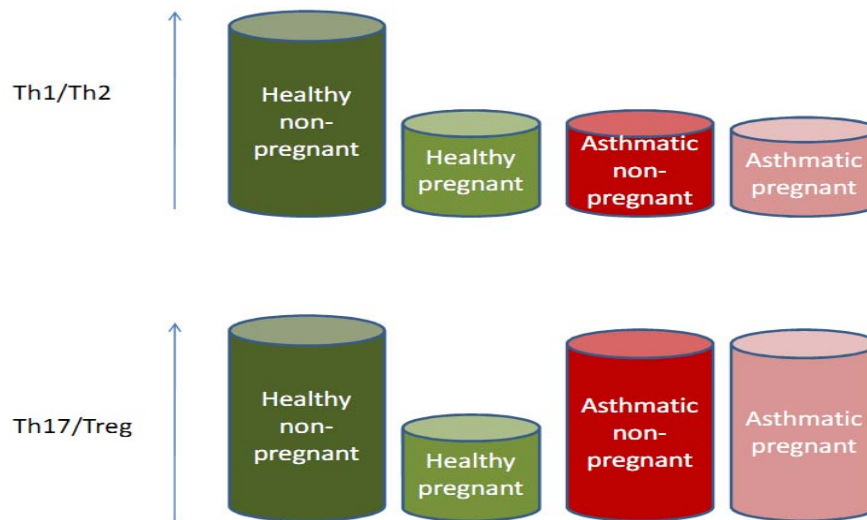 Th1/Th2
Healthy
non-
pregnant
Healthy
pregnant
Asthmatic
non-
pregnant
Asthmatic
pregnant
Th17/Treg
Healthy
non-
pregnant
Healthy
pregnant
Asthmatic
non-
pregnant
Asthmatic
pregnant